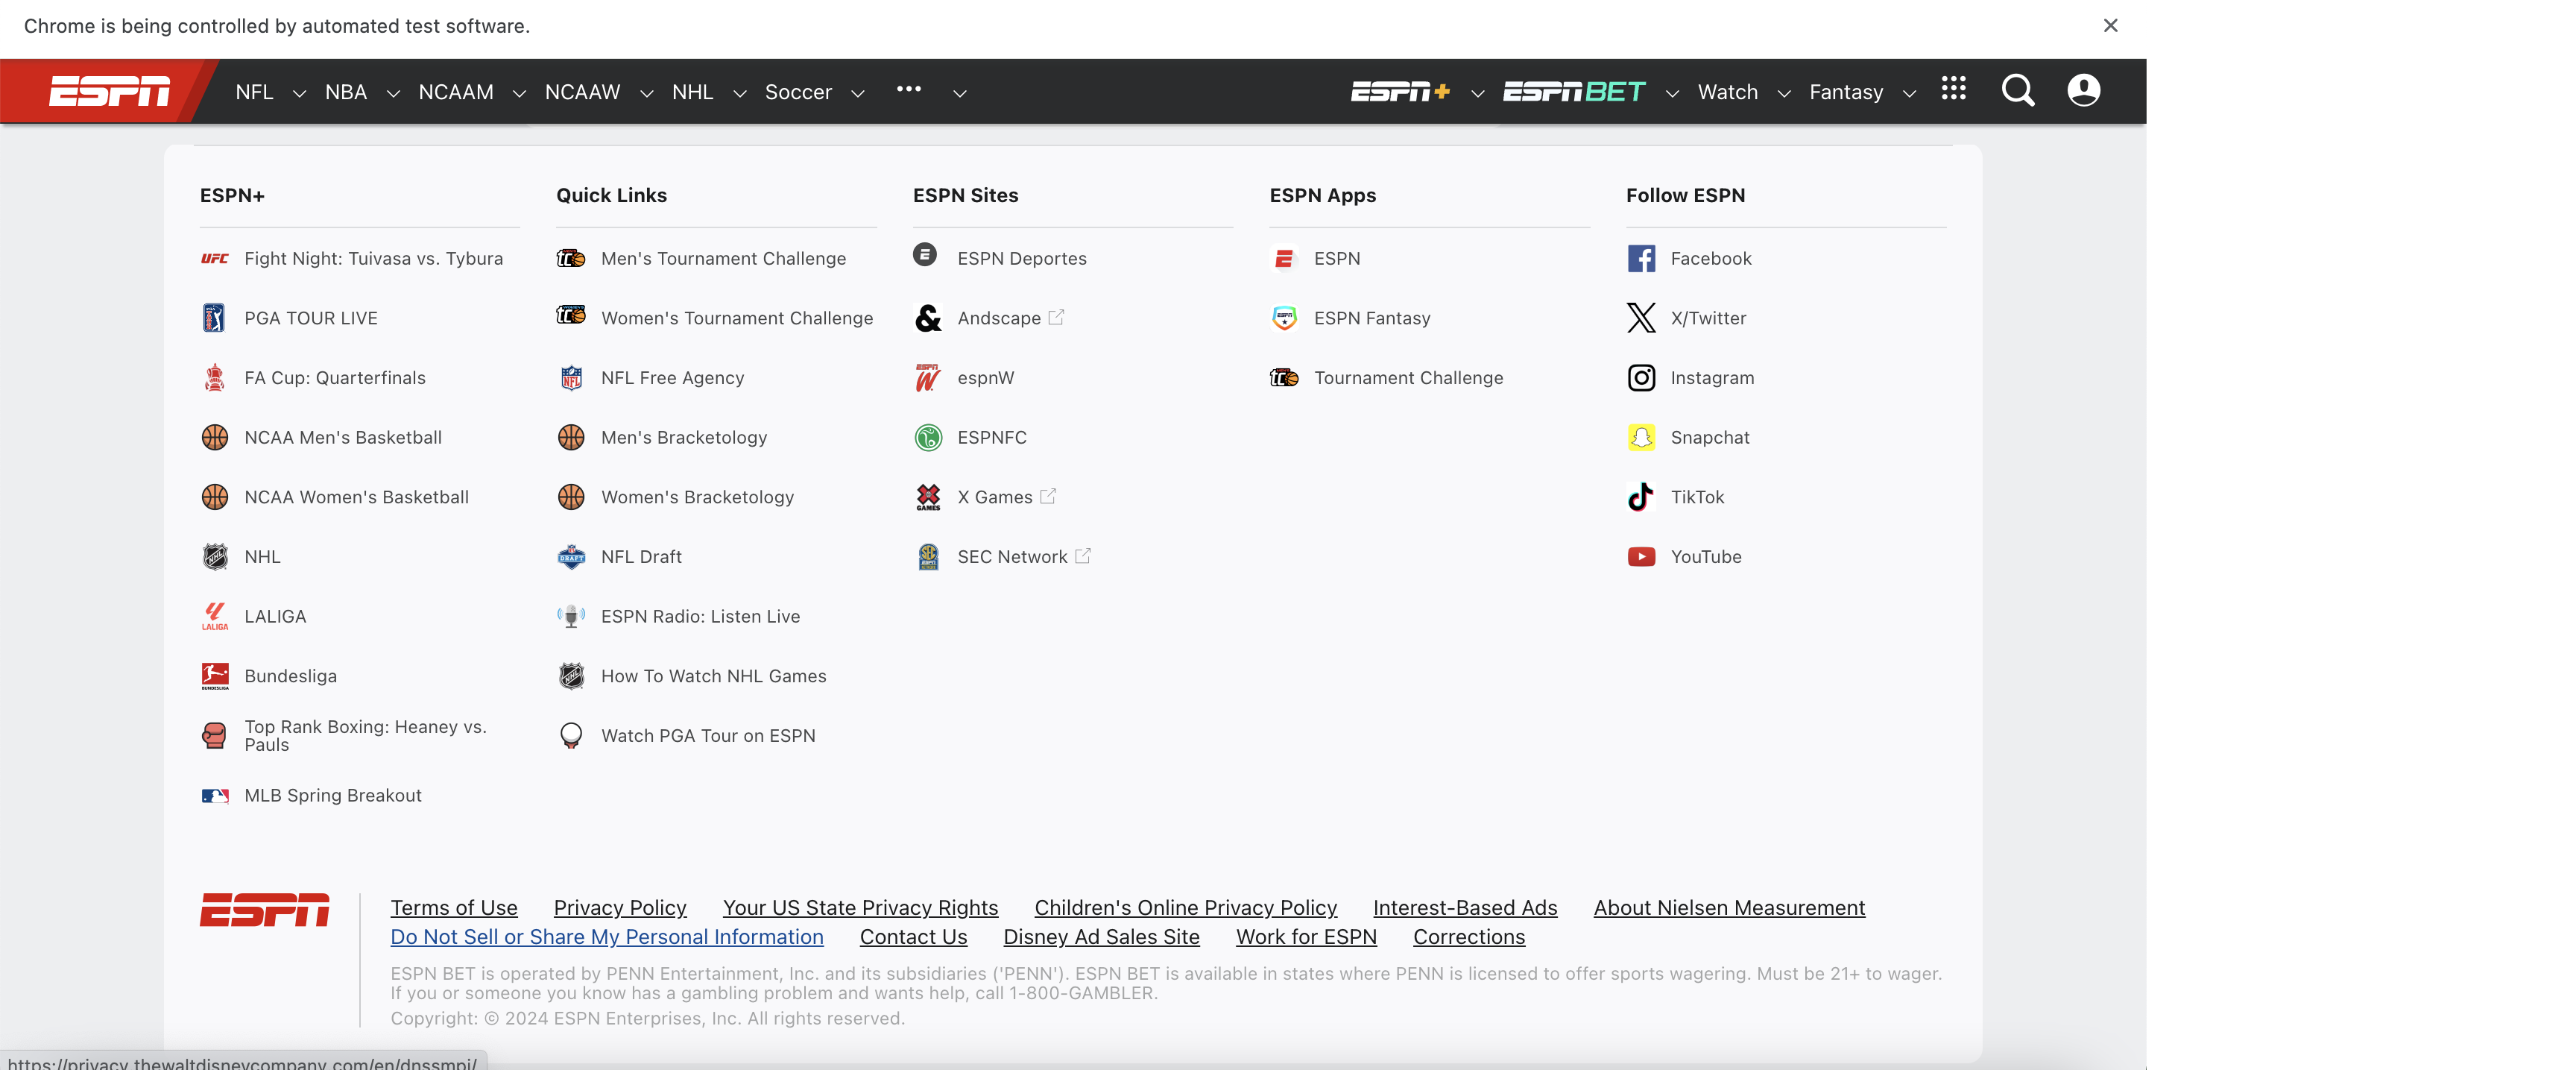 Chrome is being controlled by automated test software.
ESPN NFL NBA NCAAM NCAAW NHL Soccer ESPN+ ESPN BET Watch Fantasy
ESPN+
Fight Night: Tuivasa vs. Tybura
PGA TOUR LIVE
FA Cup: Quarterfinals
NCAA Men's Basketball
NCAA Women's Basketball
NHL
LALIGA
Bundesliga
Top Rank Boxing: Heaney vs.
Pauls
MLB Spring Breakout
Quick Links
Men's Tournament Challenge
Women's Tournament Challenge
NFL Free Agency
Men's Bracketology
Women's Bracketology
NFL Draft
ESPN Radio: Listen Live
How To Watch NHL Games
Watch PGA Tour on ESPN
ESPN Sites
ESPN Deportes
Andscape
espnW
ESPNFC
X Games
SEC Network
ESPN Apps
ESPN
ESPN Fantasy
Tournament Challenge
Follow ESPN
Facebook
X/Twitter
Instagram
Snapchat
TikTok
YouTube
ESPN
Terms of Use Privacy Policy Your US State Privacy Rights Children's Online Privacy Policy Interest-Based Ads About Nielsen Measurement
Do Not Sell or Share My Personal Information Contact Us Disney Ad Sales Site Work for ESPN Corrections
ESPN BET is operated by PENN Entertainment, Inc. and its subsidiaries ('PENN'). ESPN BET is available in states where PENN is licensed to offer sports wagering. Must be 21+ to wager.
If you or someone you know has a gambling problem and wants help, call 1-800-GAMBLER.
Copyright: © 2024 ESPN Enterprises, Inc. All rights reserved.
https://privacy.thewaltdisneycompany.com/en/dnssmpi/